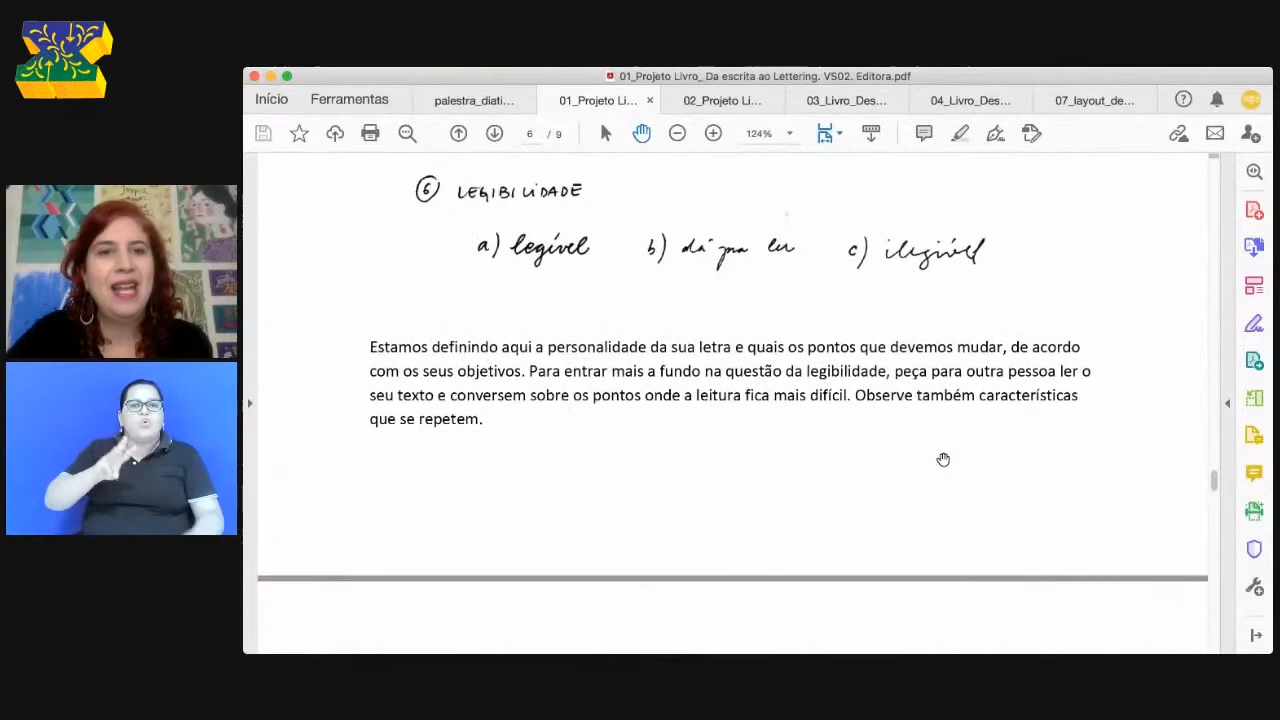 01_Projeto Livro_ Da escrita ao Lettering. VS02. Editora.pdf
Início Ferramentas palestra_diati... 01_Projeto Li... × 02_Projeto Li... 03_Livro_Des... 04_Livro_Des... 07_layout_de...
6 / 9 124%
6 LEGIBILIDADE
a) legível b) dá pra ler c) ilegível
Estamos definindo aqui a personalidade da sua letra e quais os pontos que devemos mudar, de acordo
com os seus objetivos. Para entrar mais a fundo na questão da legibilidade, peça para outra pessoa ler o
seu texto e conversem sobre os pontos onde a leitura fica mais difícil. Observe também características
que se repetem.